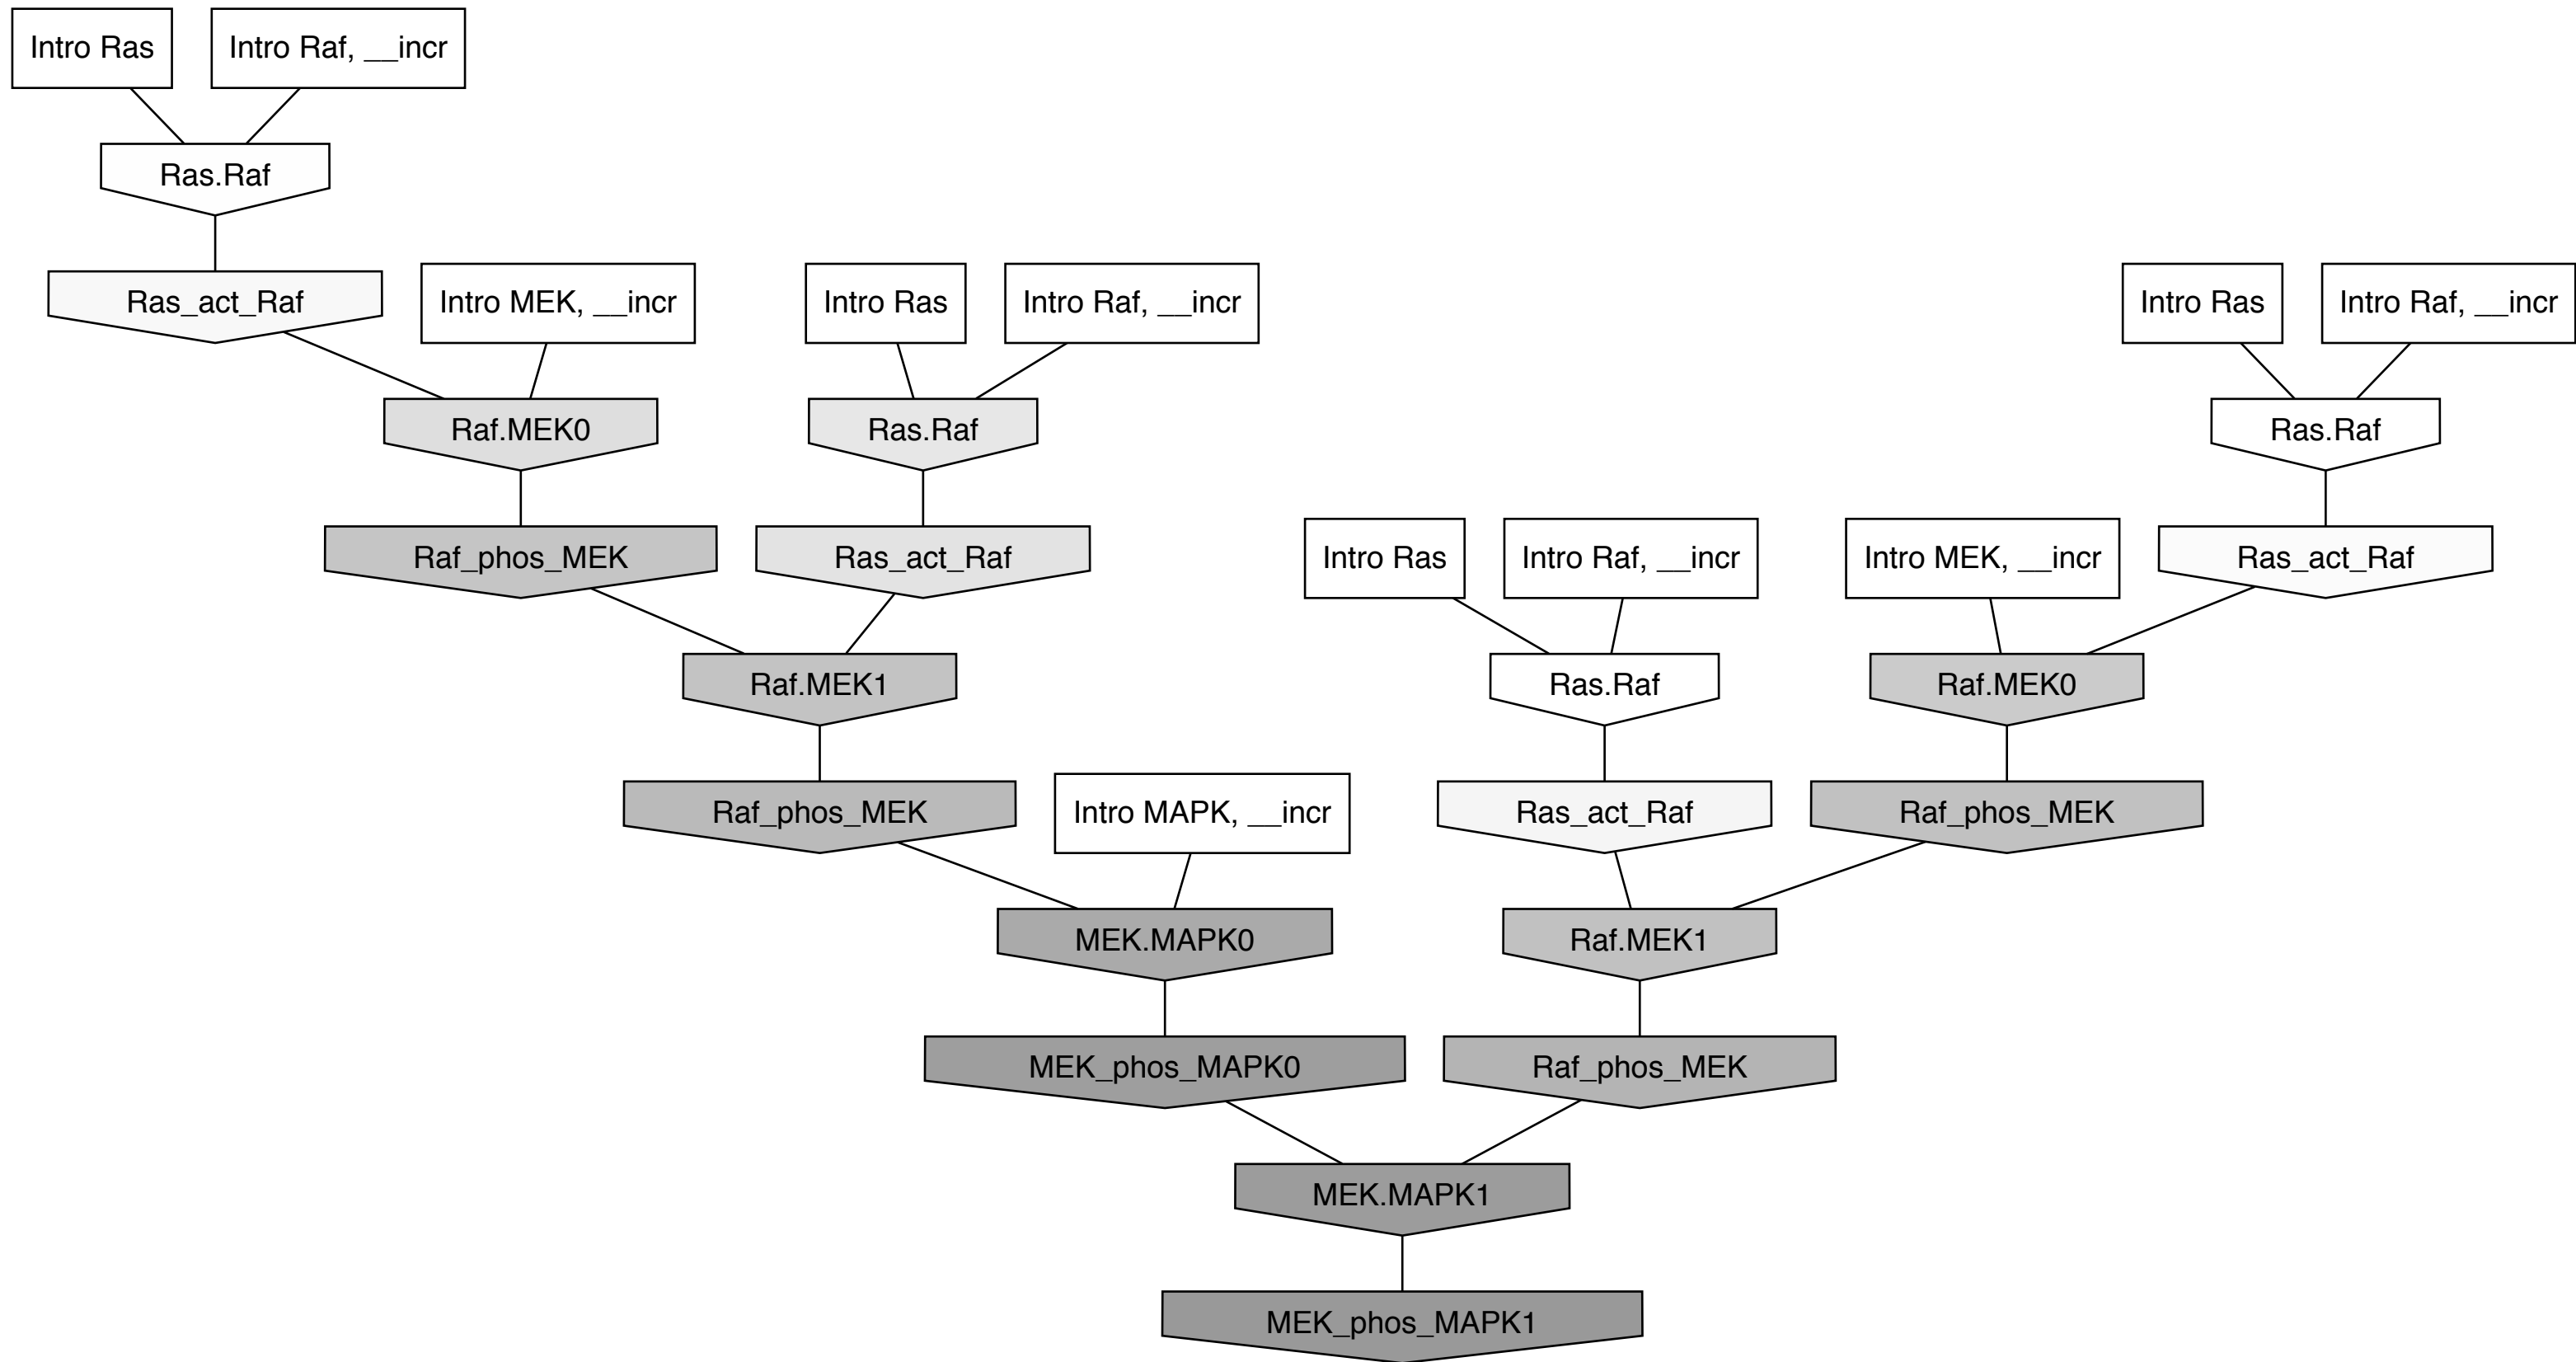 Intro Ras
Intro Raf, __incr
Ras.Raf
Ras_act_Raf
Intro MEK, __incr
Intro Ras
Intro Raf, __incr
Intro Ras
Intro Raf, __incr
Raf.MEK0
Ras.Raf
Ras.Raf
Raf_phos_MEK
Ras_act_Raf
Intro Ras
Intro Raf, __incr
Intro MEK, __incr
Ras_act_Raf
Raf.MEK1
Ras.Raf
Raf.MEK0
Raf_phos_MEK
Intro MAPK, __incr
Ras_act_Raf
Raf_phos_MEK
MEK.MAPK0
Raf.MEK1
MEK_phos_MAPK0
Raf_phos_MEK
MEK.MAPK1
MEK_phos_MAPK1